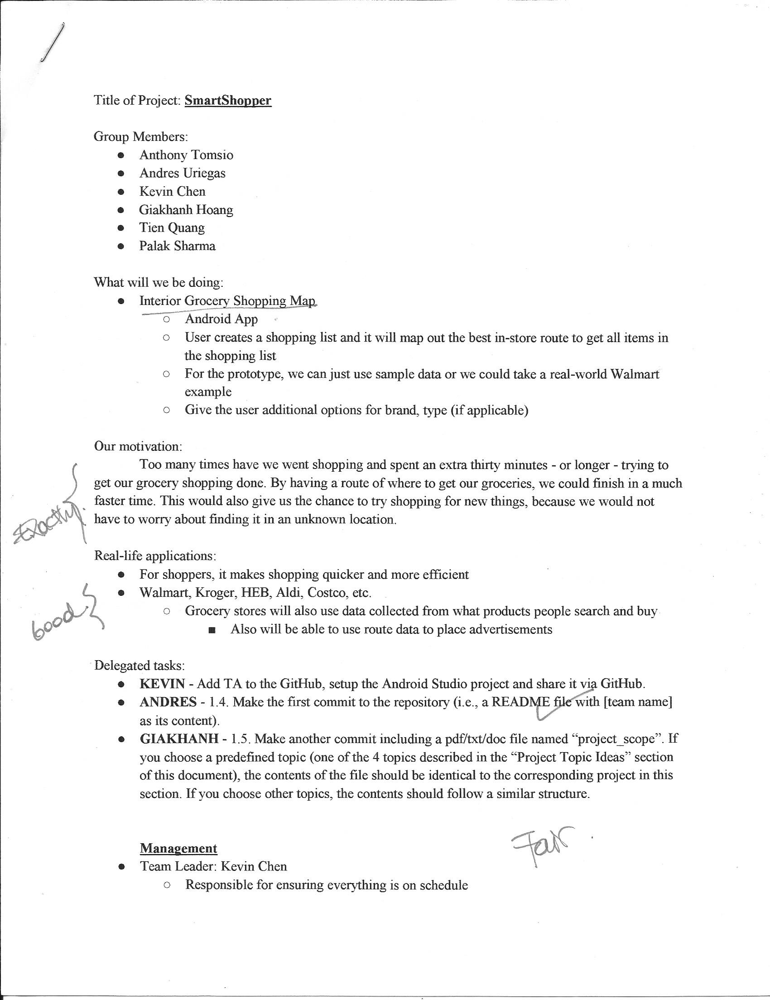 Title of Project: SmartShopper
Group Members:
● Anthony Tomsio
● Andres Uriegas
● Kevin Chen
● Giakhanh Hoang
● Tien Quang
● Palak Sharma
What will we be doing:
● Interior Grocery Shopping Map
○ Android App
○ User creates a shopping list and it will map out the best in-store route to get all items in
the shopping list
○ For the prototype, we can just use sample data or we could take a real-world Walmart
example
○ Give the user additional options for brand, type (if applicable)
Our motivation:
Too many times have we went shopping and spent an extra thirty minutes - or longer - trying to
get our grocery shopping done. By having a route of where to get our groceries, we could finish in a much
faster time. This would also give us the chance to try shopping for new things, because we would not
have to worry about finding it in an unknown location.
Exactly.
Real-life applications:
● For shoppers, it makes shopping quicker and more efficient
● Walmart, Kroger, HEB, Aldi, Costco, etc.
○ Grocery stores will also use data collected from what products people search and buy
■ Also will be able to use route data to place advertisements
Good.
Delegated tasks:
● KEVIN - Add TA to the GitHub, setup the Android Studio project and share it via GitHub.
● ANDRES - 1.4. Make the first commit to the repository (i.e., a README file with [team name]
as its content).
● GIAKHANH - 1.5. Make another commit including a pdf/txt/doc file named “project_scope”. If
you choose a predefined topic (one of the 4 topics described in the “Project Topic Ideas” section
of this document), the contents of the file should be identical to the corresponding project in this
section. If you choose other topics, the contents should follow a similar structure.
Fair.
Management
● Team Leader: Kevin Chen
○ Responsible for ensuring everything is on schedule